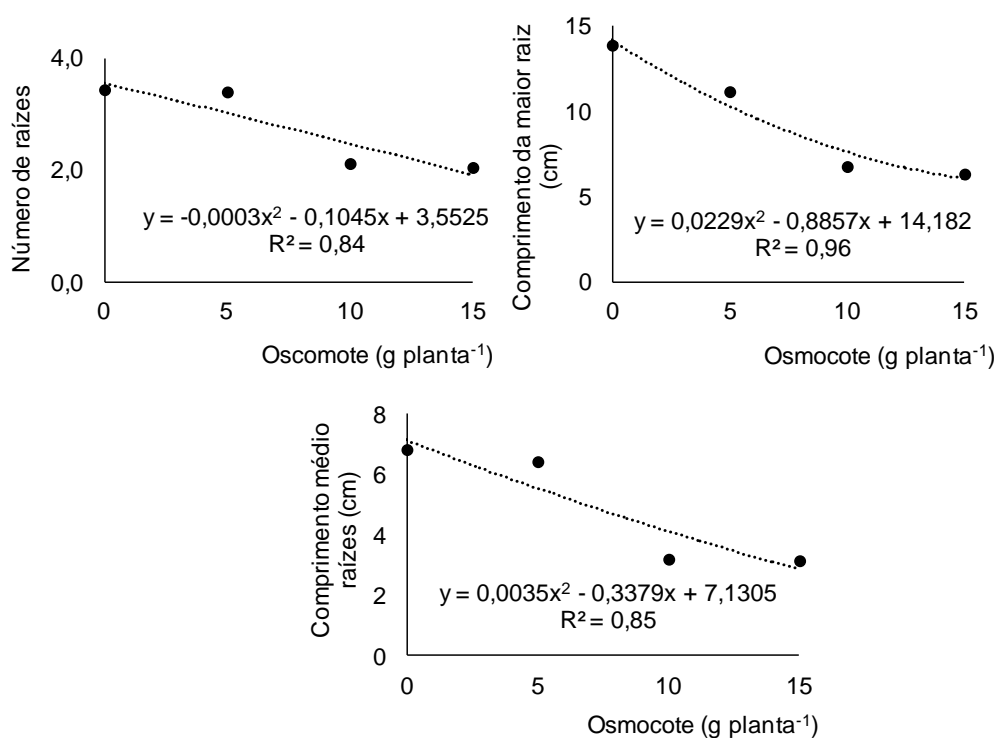 Número de raízes
4,0
2,0
0,0
y = -0,0003x² - 0,1045x + 3,5525
R² = 0,84
0 5 10 15
Oscomote (g planta⁻¹)
Comprimento da maior raiz
(cm)
15
10
5
0
y = 0,0229x² - 0,8857x + 14,182
R² = 0,96
0 5 10 15
Osmocote (g planta⁻¹)
Comprimento médio
raízes (cm)
8
6
4
2
0
y = 0,0035x² - 0,3379x + 7,1305
R² = 0,85
0 5 10 15
Osmocote (g planta⁻¹)